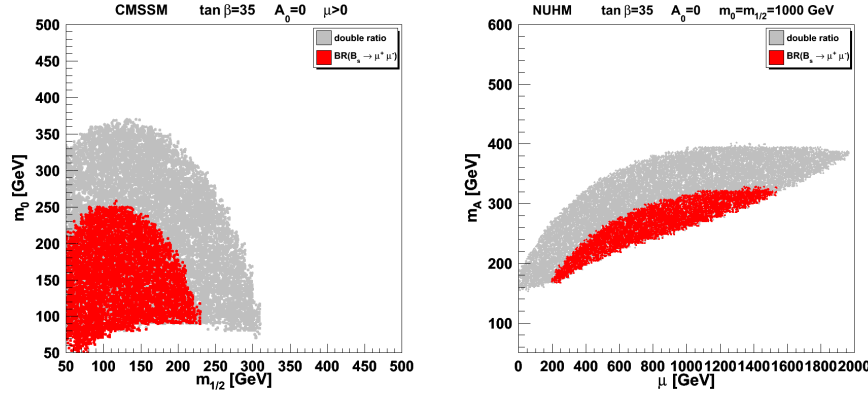 CMSSM tan β=35 A₀=0 μ>0
double ratio
BR(Bₛ → μ⁺ μ⁻)
m₀ [GeV]
500
450
400
350
300
250
200
150
100
50
50 100 150 200 250 300 350 400 450 500
m₁/₂ [GeV]
NUHM tan β=35 A₀=0 m₀=m₁/₂=1000 GeV
double ratio
BR(Bₛ → μ⁺ μ⁻)
m_A [GeV]
600
500
400
300
200
100
0 200 400 600 800 1000 1200 1400 1600 1800 2000
μ [GeV]